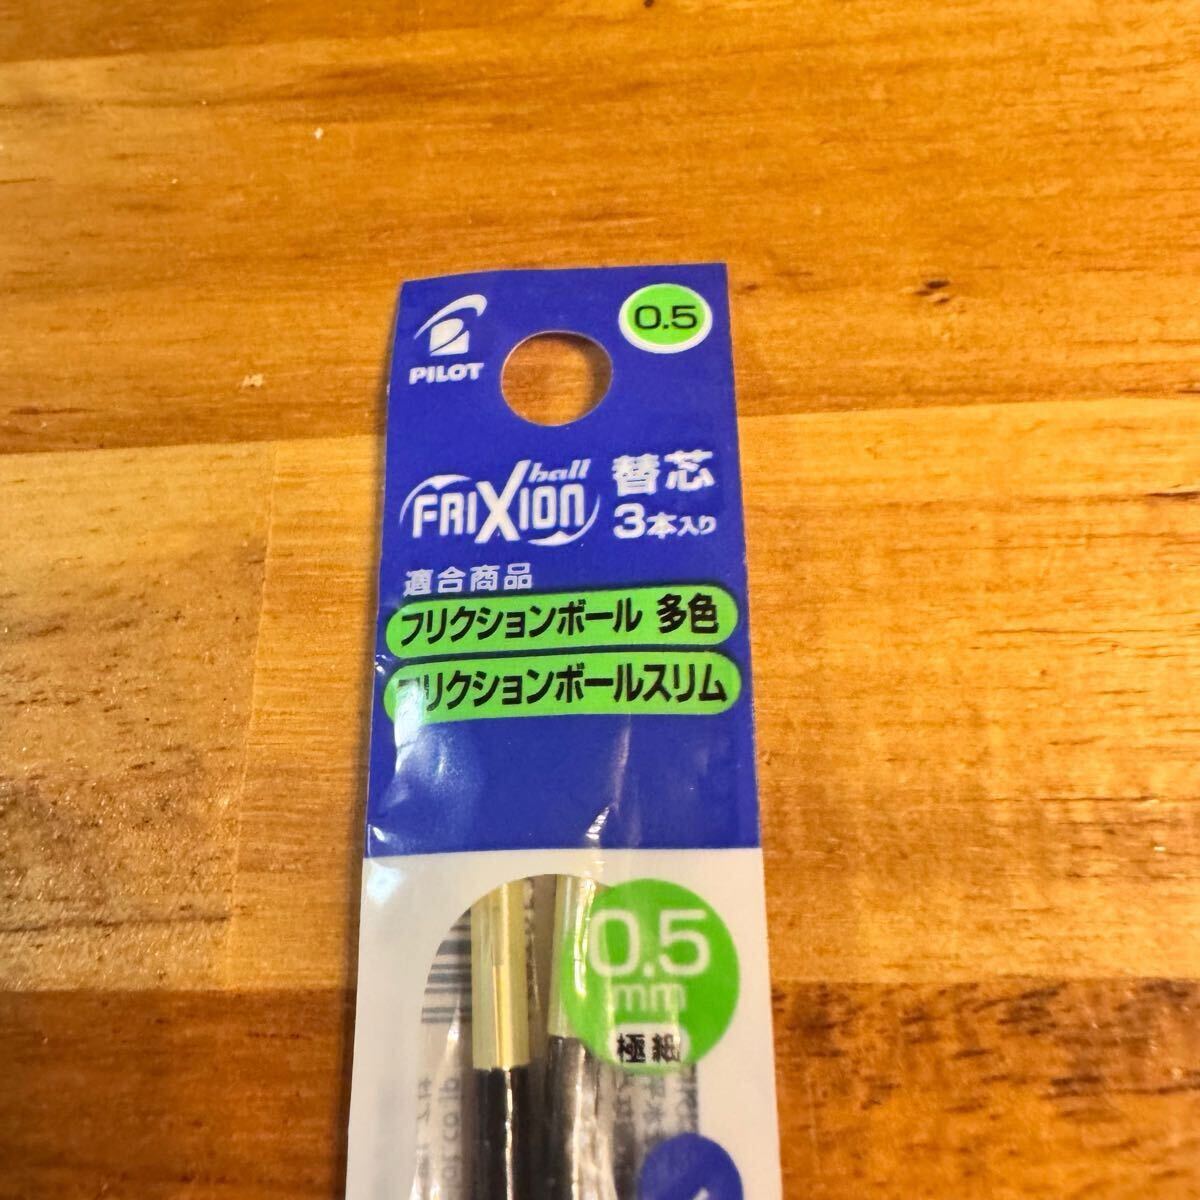 PILOT
0.5
FRIXION ball 替芯
3本入り
適合商品
フリクションボール 多色
フリクションボールスリム
0.5
mm
極細